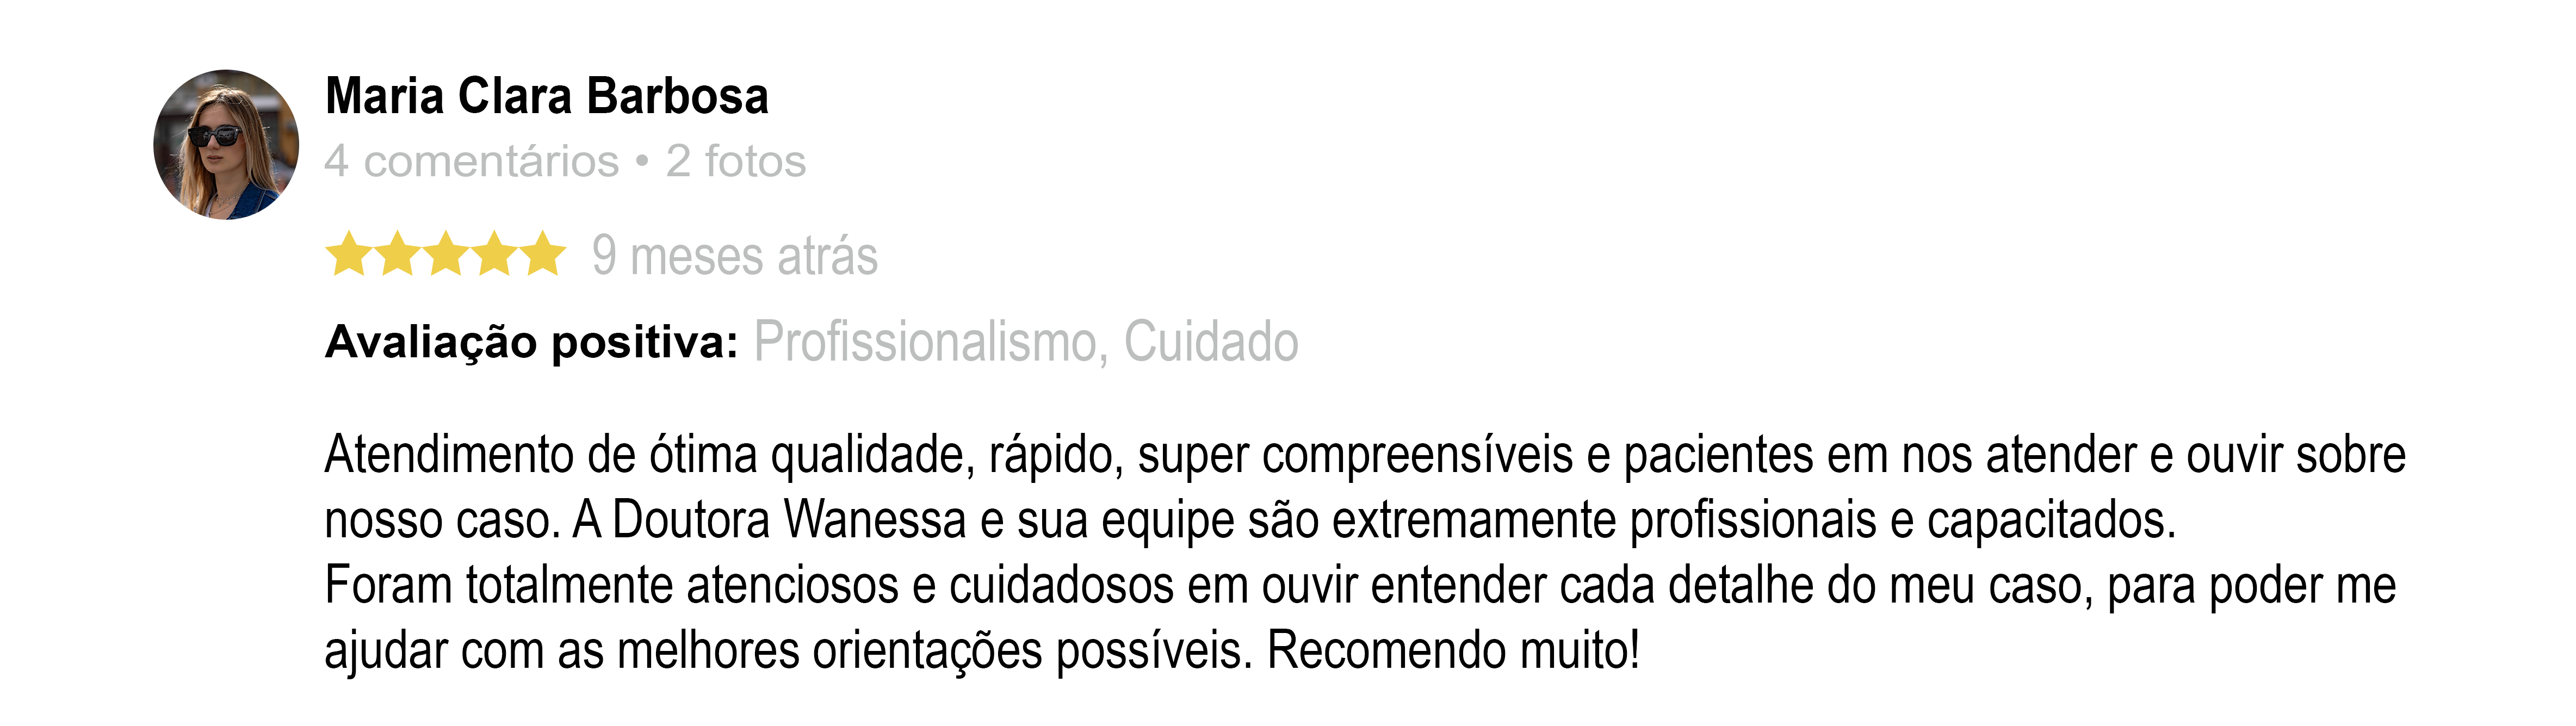 Maria Clara Barbosa
4 comentários • 2 fotos
9 meses atrás
Avaliação positiva: Profissionalismo, Cuidado
Atendimento de ótima qualidade, rápido, super compreensíveis e pacientes em nos atender e ouvir sobre
nosso caso. A Doutora Wanessa e sua equipe são extremamente profissionais e capacitados.
Foram totalmente atenciosos e cuidadosos em ouvir entender cada detalhe do meu caso, para poder me
ajudar com as melhores orientações possíveis. Recomendo muito!